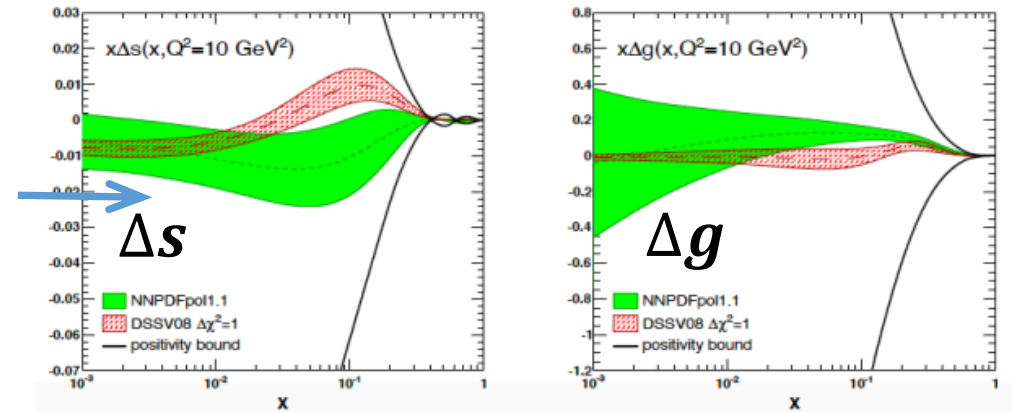 0.03
0.02
0.01
0
-0.01
-0.02
-0.03
-0.04
-0.05
-0.06
-0.07
xΔs(x,Q²=10 GeV²)
Δs
NNPDFpol1.1
DSSV08 Δχ²=1
positivity bound
10⁻³ 10⁻² 10⁻¹ 1
x
0.8
0.6
0.4
0.2
0
-0.2
-0.4
-0.6
-0.8
-1
-1.2
xΔg(x,Q²=10 GeV²)
Δg
NNPDFpol1.1
DSSV08 Δχ²=1
positivity bound
10⁻³ 10⁻² 10⁻¹ 1
x